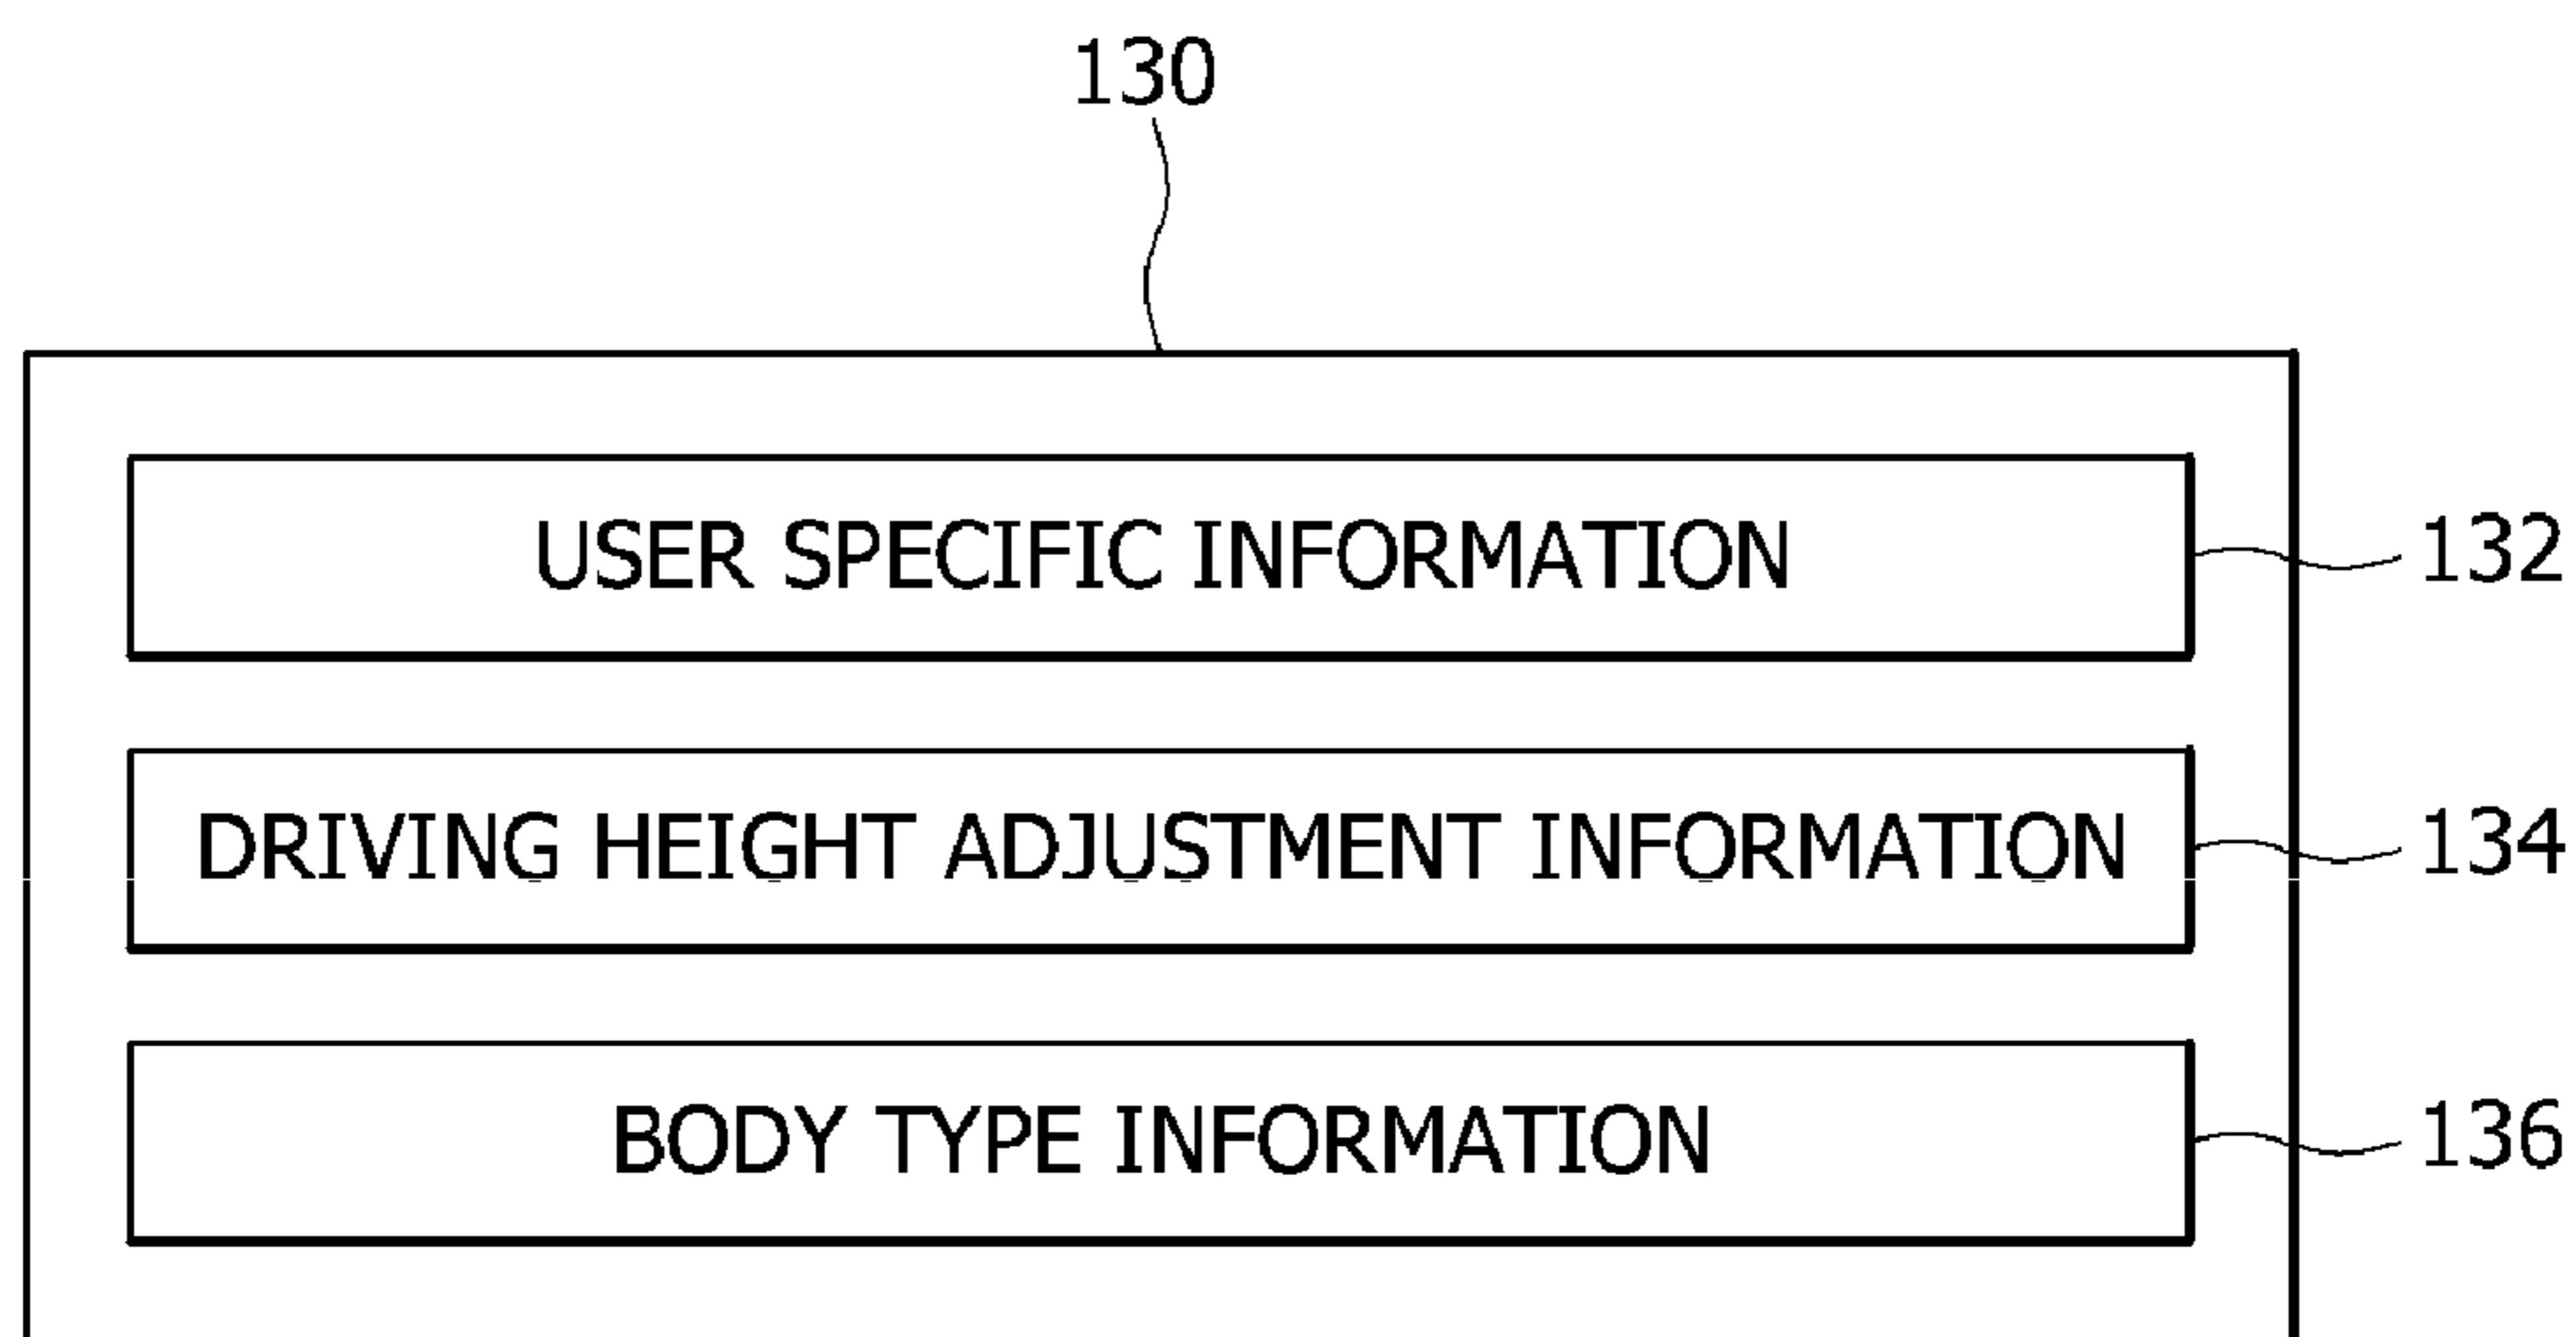 130
USER SPECIFIC INFORMATION
132
DRIVING HEIGHT ADJUSTMENT INFORMATION
134
BODY TYPE INFORMATION
136